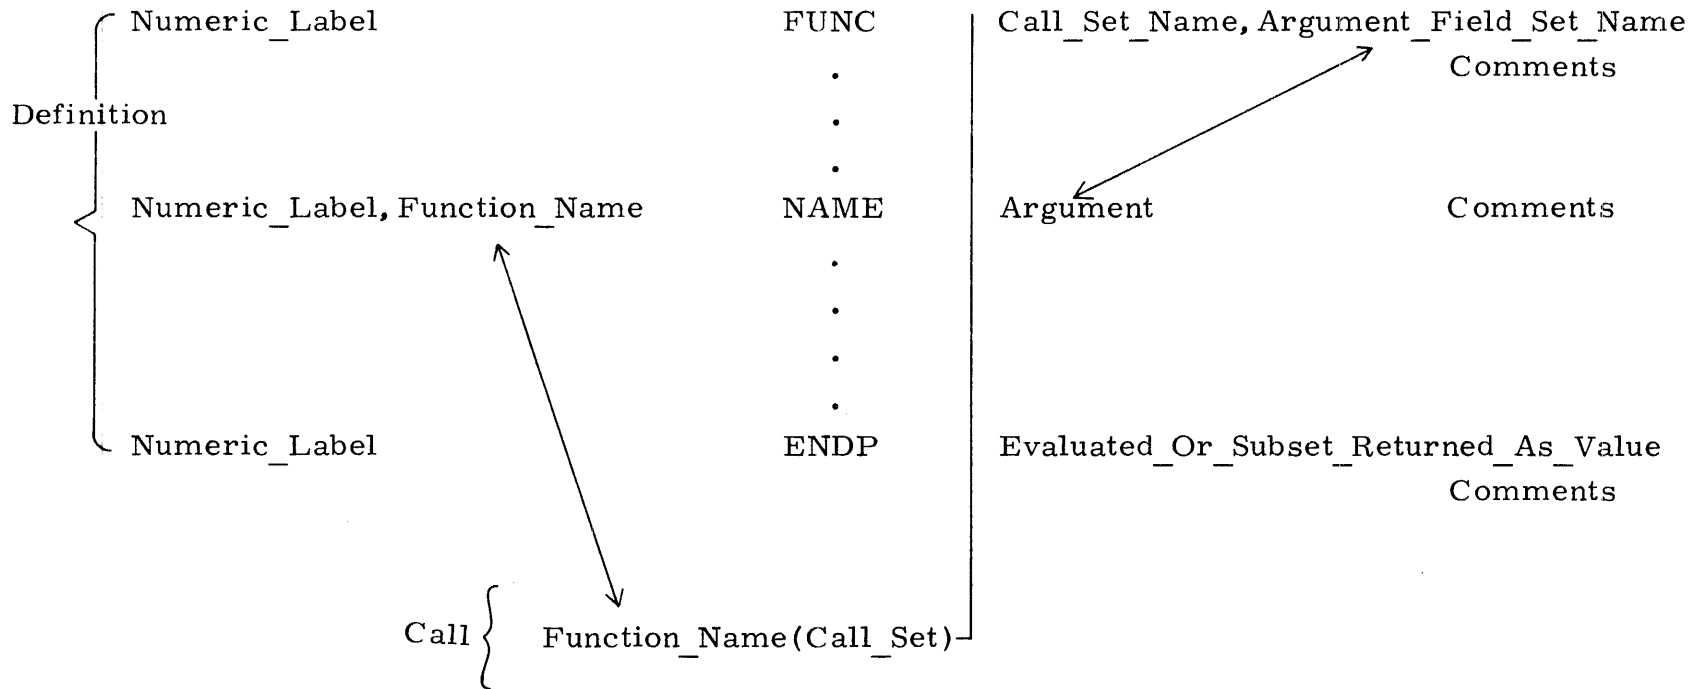 Numeric_Label FUNC Call_Set_Name, Argument_Field_Set_Name
Comments
Definition
Numeric_Label, Function_Name NAME Argument Comments
Numeric_Label ENDP Evaluated_Or_Subset_Returned_As_Value
Comments
Call Function_Name(Call_Set)